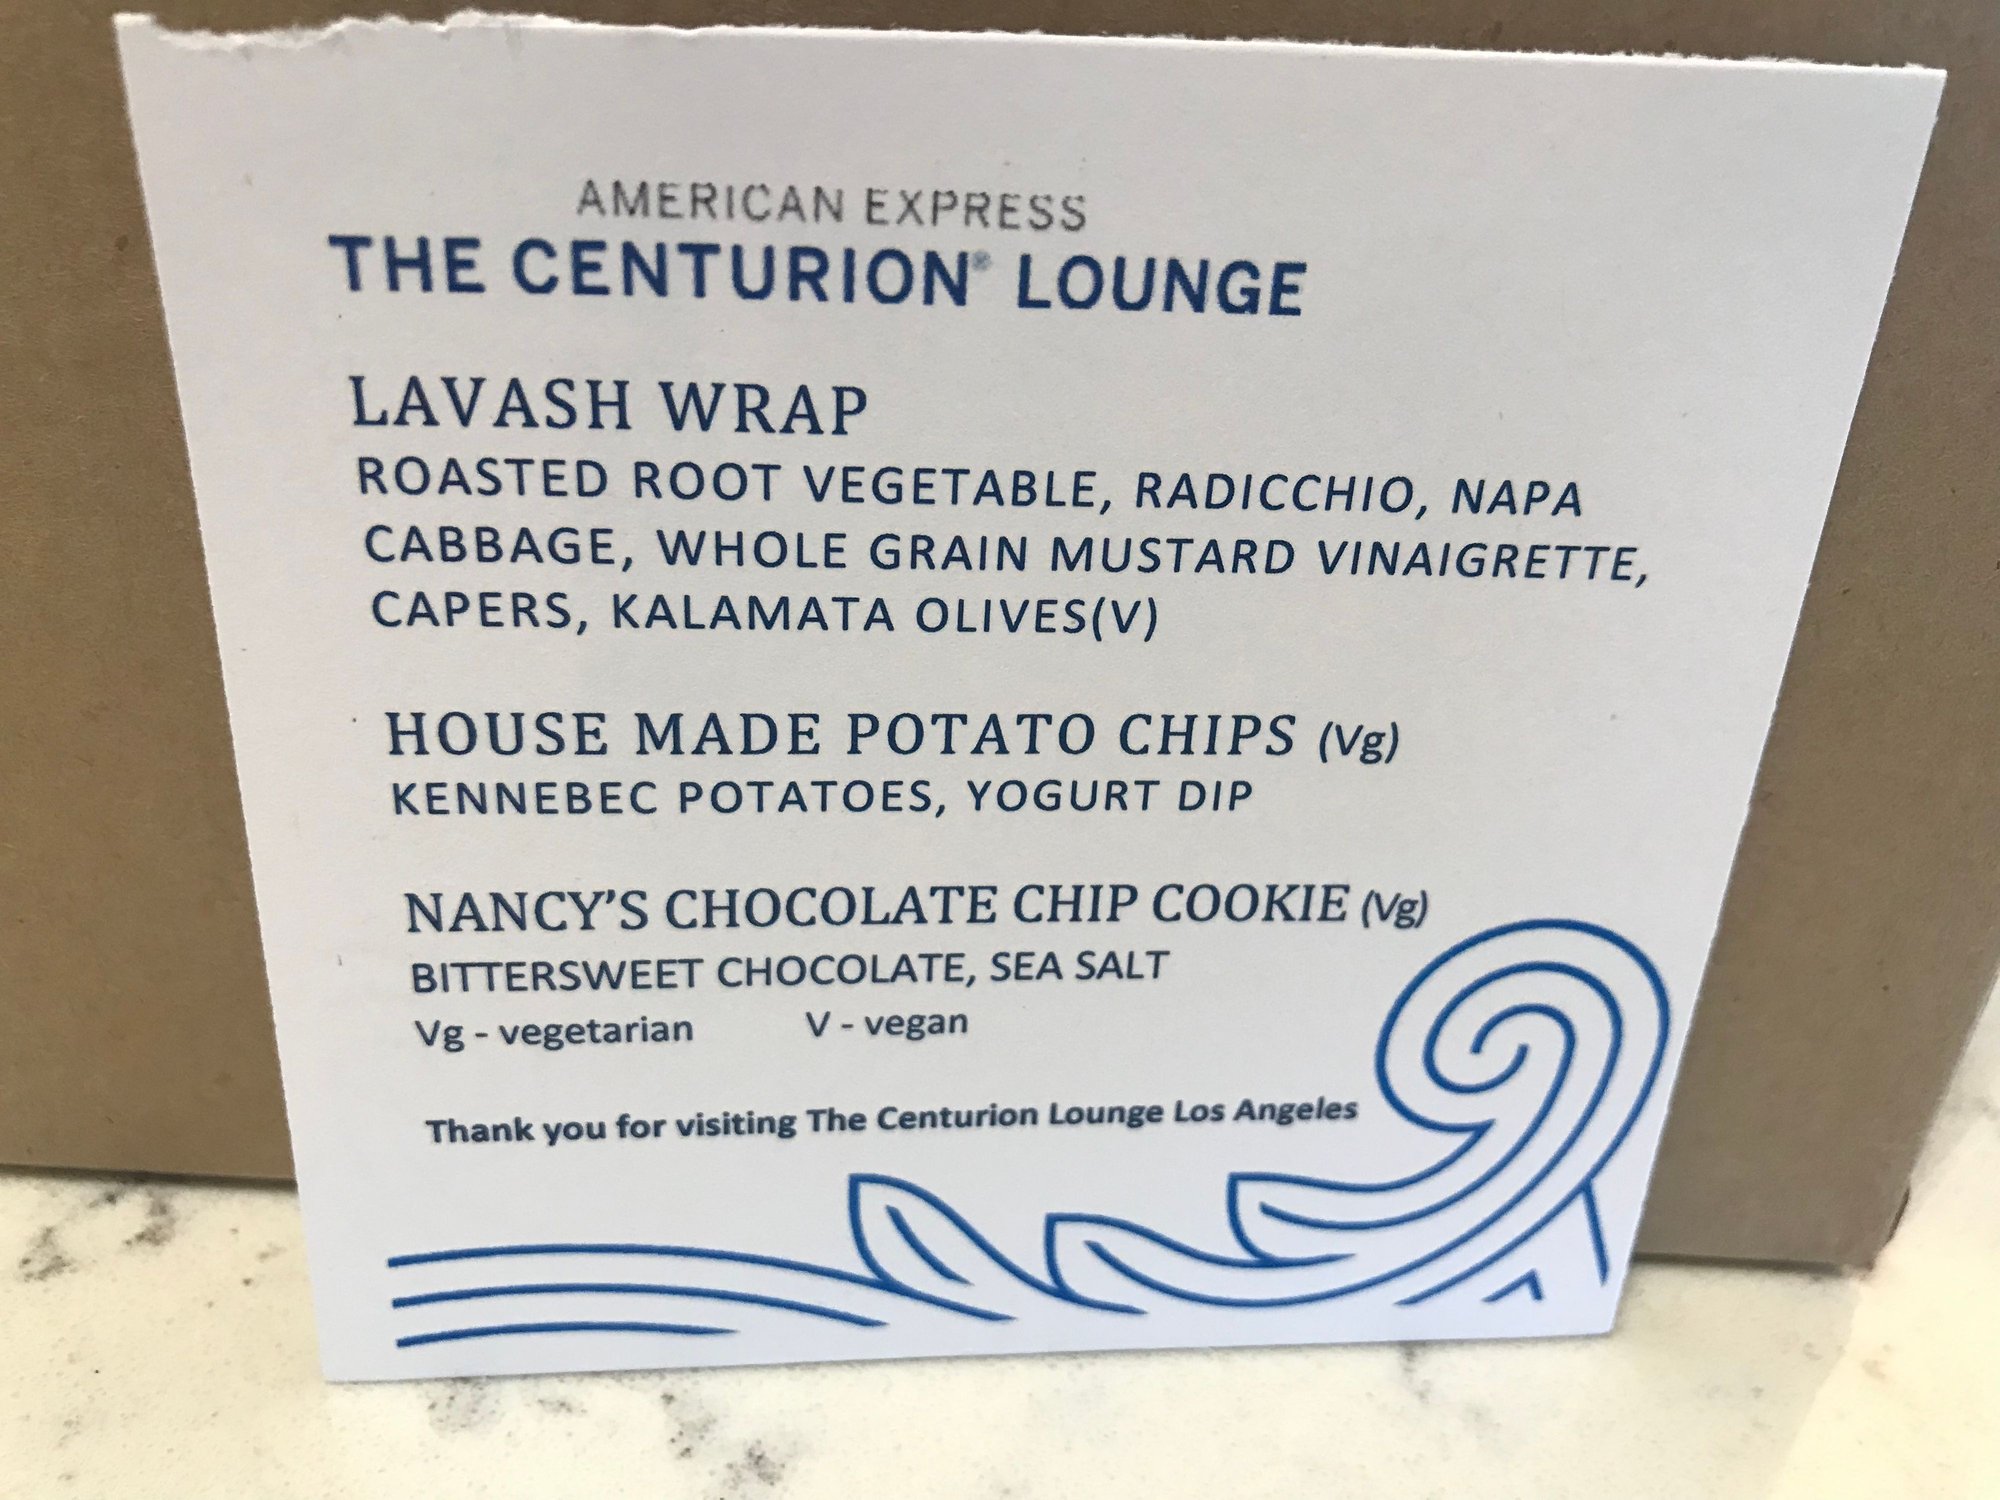 AMERICAN EXPRESS
THE CENTURION® LOUNGE
LAVASH WRAP
ROASTED ROOT VEGETABLE, RADICCHIO, NAPA
CABBAGE, WHOLE GRAIN MUSTARD VINAIGRETTE,
CAPERS, KALAMATA OLIVES(V)
HOUSE MADE POTATO CHIPS (Vg)
KENNEBEC POTATOES, YOGURT DIP
NANCY'S CHOCOLATE CHIP COOKIE (Vg)
BITTERSWEET CHOCOLATE, SEA SALT
Vg - vegetarian V - vegan
Thank you for visiting The Centurion Lounge Los Angeles